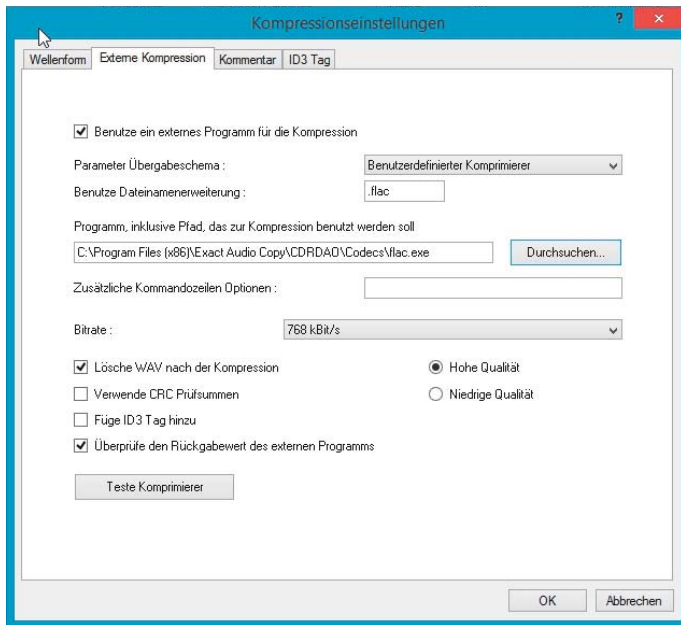 Kompressionseinstellungen
?
Wellenform Externe Kompression Kommentar ID3 Tag
Benutze ein externes Programm für die Kompression
Parameter Übergabeschema : Benutzerdefinierter Komprimierer
Benutze Dateinamenerweiterung : .flac
Programm, inklusive Pfad, das zur Kompression benutzt werden soll
C:\Program Files (x86)\Exact Audio Copy\CDRDAO\Codecs\flac.exe Durchsuchen...
Zusätzliche Kommandozeilen Optionen :
Bitrate : 768 kBit/s
Lösche WAV nach der Kompression Hohe Qualität
Verwende CRC Prüfsummen Niedrige Qualität
Füge ID3 Tag hinzu
Überprüfe den Rückgabewert des externen Programms
Teste Komprimierer
OK Abbrechen